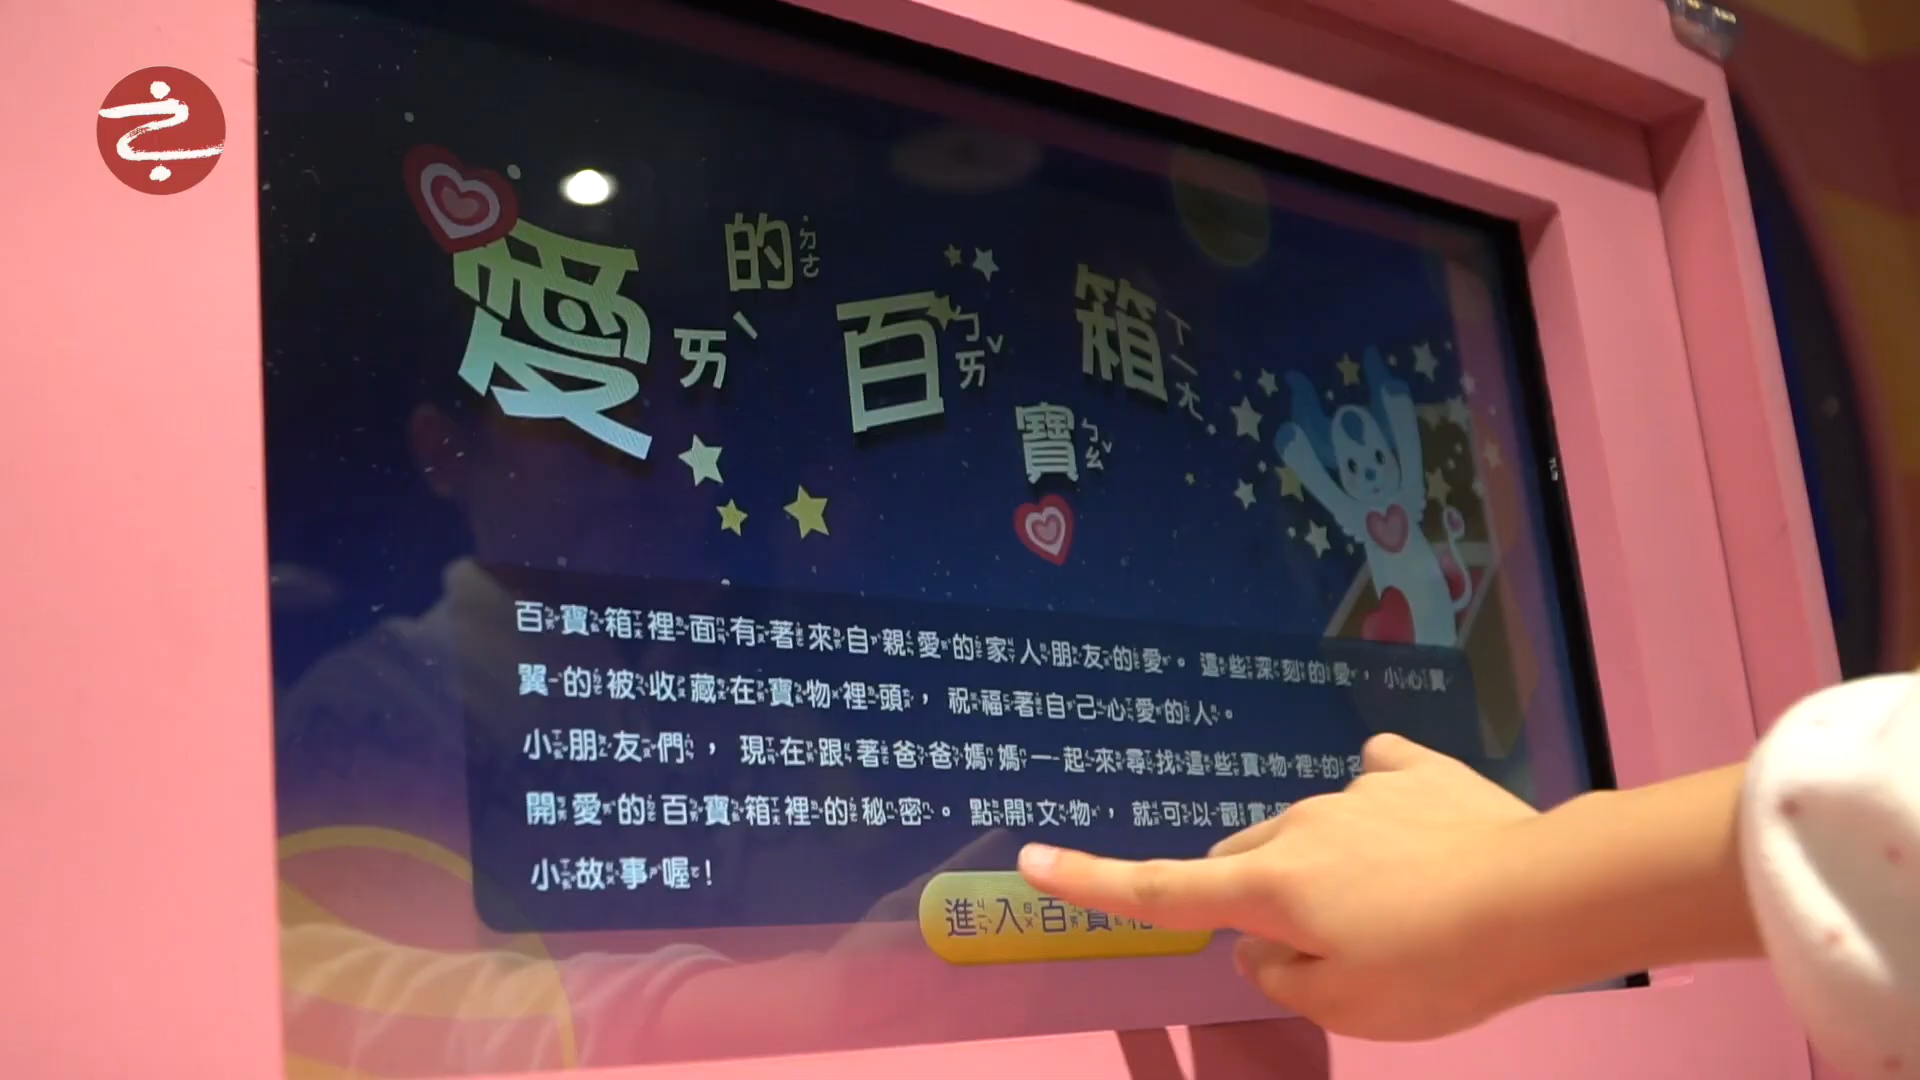 愛的百寶箱
百寶箱裡面有著來自親愛的家人朋友的愛。這些深刻的愛，小心翼
翼的被收藏在寶物裡頭，祝福著自己心愛的人。
小朋友們，現在跟著爸爸媽媽一起來尋找這些寶物裡的名
開愛的百寶箱裡的秘密。點開文物，就可以觀賞
小故事喔！
進入百寶箱